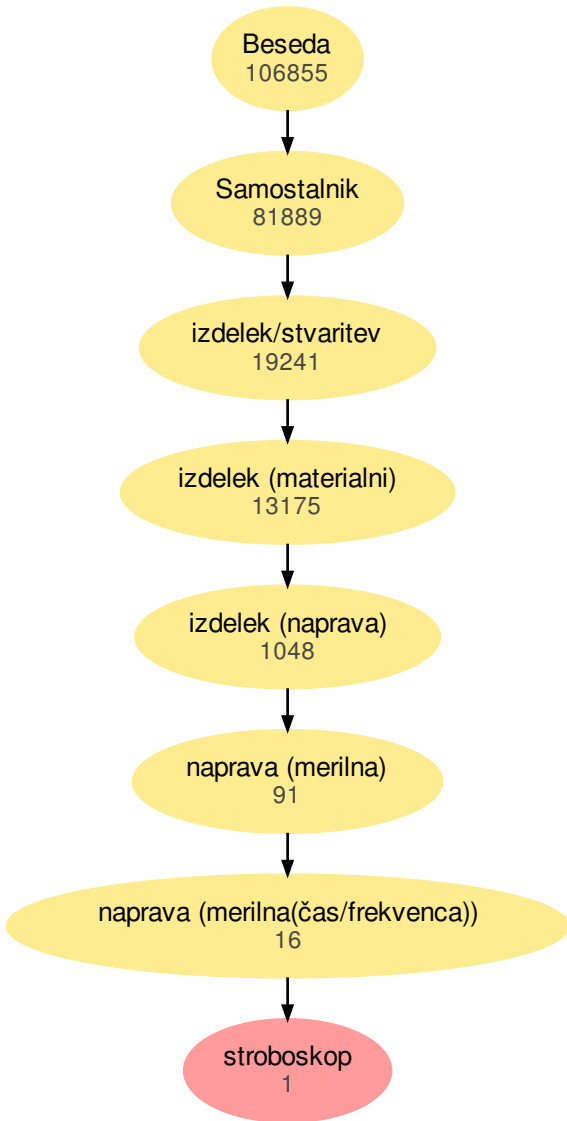 Beseda
106855
Samostalnik
81889
izdelek/stvaritev
19241
izdelek (materialni)
13175
izdelek (naprava)
1048
naprava (merilna)
91
naprava (merilna(čas/frekvenca))
16
stroboskop
1